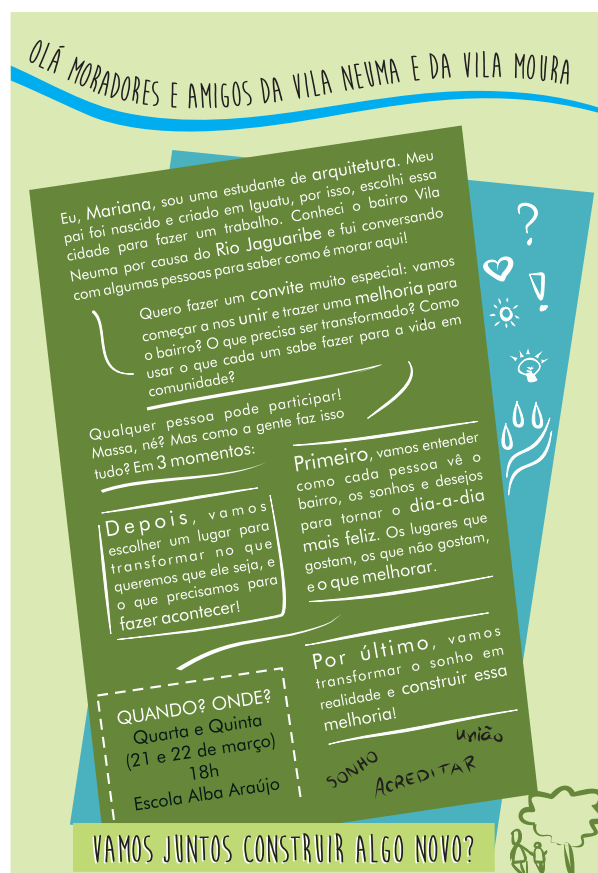 OLÁ MORADORES E AMIGOS DA VILA NEUMA E DA VILA MOURA
Eu, Mariana, sou uma estudante de arquitetura. Meu
pai foi nascido e criado em Iguatu, por isso, escolhi essa
cidade para fazer um trabalho. Conheci o bairro Vila
Neuma por causa do Rio Jaguaribe e fui conversando
com algumas pessoas para saber como é morar aqui!
Quero fazer um convite muito especial: vamos
começar a nos unir e trazer uma melhoria para
o bairro? O que precisa ser transformado? Como
usar o que cada um sabe fazer para a vida em
comunidade?
Qualquer pessoa pode participar!
Massa, né? Mas como a gente faz isso
tudo? Em 3 momentos:
Primeiro, vamos entender
como cada pessoa vê o
bairro, os sonhos e desejos
para tornar o dia-a-dia
mais feliz. Os lugares que
gostam, os que não gostam,
e o que melhorar.
Depois, vamos
escolher um lugar para
transformar no que
queremos que ele seja, e
o que precisamos para
fazer acontecer!
Por último, vamos
transformar o sonho em
realidade e construir essa
melhoria!
QUANDO? ONDE?
Quarta e Quinta
(21 e 22 de março)
18h
Escola Alba Araújo
SONHO
união
ACREDITAR
VAMOS JUNTOS CONSTRUIR ALGO NOVO?